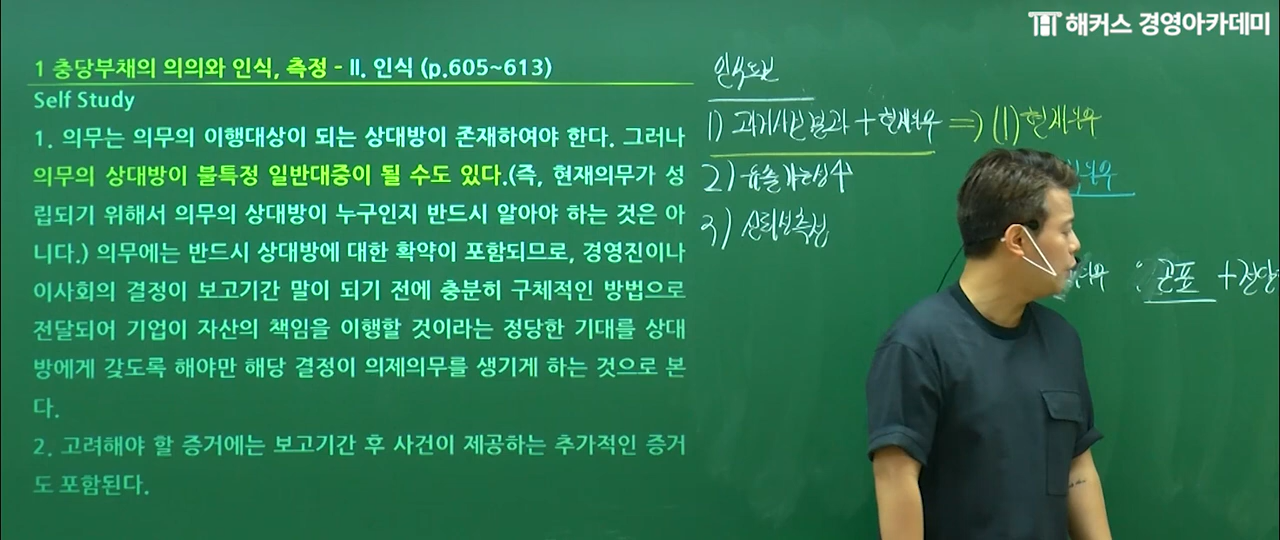 해커스 경영아카데미
1 충당부채의 의의와 인식, 측정 - Ⅱ. 인식 (p.605~613)
Self Study
1. 의무는 의무의 이행대상이 되는 상대방이 존재하여야 한다. 그러나
의무의 상대방이 불특정 일반대중이 될 수도 있다.(즉, 현재의무가 성
립되기 위해서 의무의 상대방이 누구인지 반드시 알아야 하는 것은 아
니다.) 의무에는 반드시 상대방에 대한 확약이 포함되므로, 경영진이나
이사회의 결정이 보고기간 말이 되기 전에 충분히 구체적인 방법으로
전달되어 기업이 자산의 책임을 이행할 것이라는 정당한 기대를 상대
방에게 갖도록 해야만 해당 결정이 의제의무를 생기게 하는 것으로 본
다.
2. 고려해야 할 증거에는 보고기간 후 사건이 제공하는 추가적인 증거
도 포함된다.
1) 과거사건 결과 + 현재의무 ⇒ (1) 현재의무
2) 유출가능성 个
3) 신뢰성 측정
공표 +